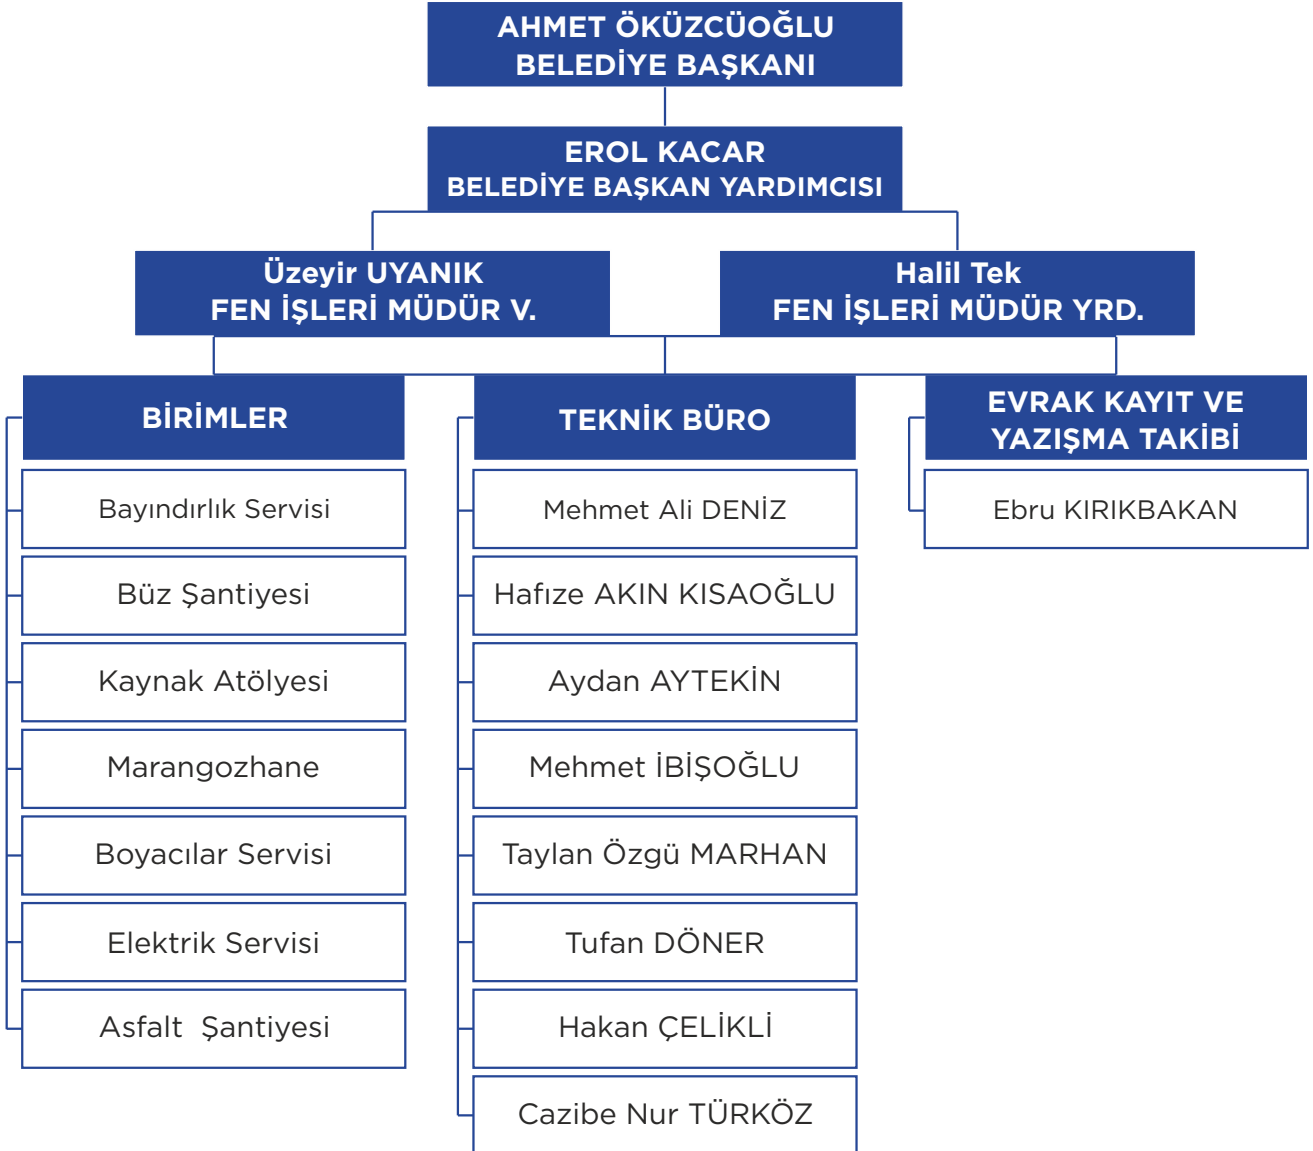 AHMET ÖKÜZCÜOĞLU
BELEDİYE BAŞKANI
EROL KACAR
BELEDİYE BAŞKAN YARDIMCISI
Üzeyir UYANIK
FEN İŞLERİ MÜDÜR V.
Halil Tek
FEN İŞLERİ MÜDÜR YRD.
BİRİMLER
Bayındırlık Servisi
Büz Şantiyesi
Kaynak Atölyesi
Marangozhane
Boyacılar Servisi
Elektrik Servisi
Asfalt  Şantiyesi
TEKNİK BÜRO
Mehmet Ali DENİZ
Hafıze AKIN KISAOĞLU
Aydan AYTEKİN
Mehmet İBİŞOĞLU
Taylan Özgü MARHAN
Tufan DÖNER
Hakan ÇELİKLİ
Cazibe Nur TÜRKÖZ
EVRAK KAYIT VE
YAZIŞMA TAKİBİ
Ebru KIRIKBAKAN